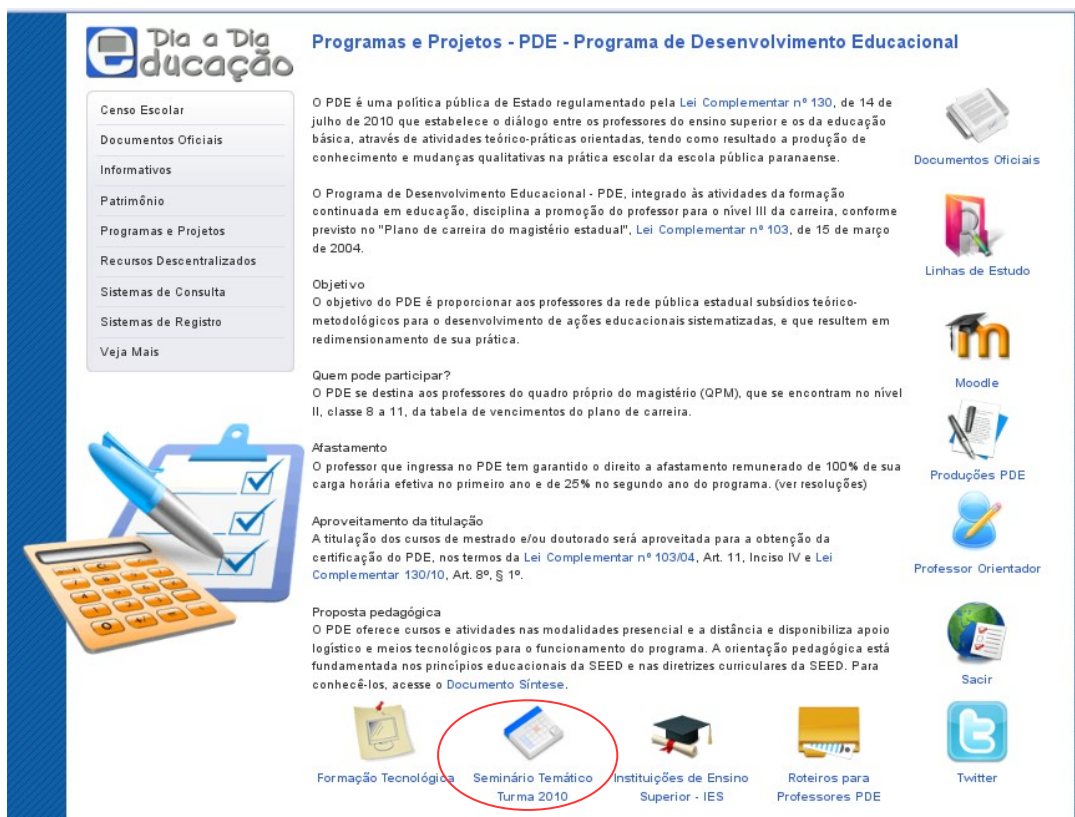 Dia a Dia
educação
Programas e Projetos - PDE - Programa de Desenvolvimento Educacional
Censo Escolar
Documentos Oficiais
Informativos
Patrimônio
Programas e Projetos
Recursos Descentralizados
Sistemas de Consulta
Sistemas de Registro
Veja Mais
O PDE é uma política pública de Estado regulamentado pela Lei Complementar nº 130, de 14 de
julho de 2010 que estabelece o diálogo entre os professores do ensino superior e os da educação
básica, através de atividades teórico-práticas orientadas, tendo como resultado a produção de
conhecimento e mudanças qualitativas na prática escolar da escola pública paranaense.
O Programa de Desenvolvimento Educacional - PDE, integrado às atividades da formação
continuada em educação, disciplina a promoção do professor para o nível III da carreira, conforme
previsto no "Plano de carreira do magistério estadual", Lei Complementar nº 103, de 15 de março
de 2004.
Objetivo
O objetivo do PDE é proporcionar aos professores da rede pública estadual subsídios teórico-
metodológicos para o desenvolvimento de ações educacionais sistematizadas, e que resultem em
redimensionamento de sua prática.
Quem pode participar?
O PDE se destina aos professores do quadro próprio do magistério (QPM), que se encontram no nível
II, classe 8 a 11, da tabela de vencimentos do plano de carreira.
Afastamento
O professor que ingressa no PDE tem garantido o direito a afastamento remunerado de 100% de sua
carga horária efetiva no primeiro ano e de 25% no segundo ano do programa. (ver resoluções)
Aproveitamento da titulação
A titulação dos cursos de mestrado e/ou doutorado será aproveitada para a obtenção da
certificação do PDE, nos termos da Lei Complementar nº 103/04, Art. 11, Inciso IV e Lei
Complementar 130/10, Art. 8º, § 1º.
Proposta pedagógica
O PDE oferece cursos e atividades nas modalidades presencial e a distância e disponibiliza apoio
logístico e meios tecnológicos para o funcionamento do programa. A orientação pedagógica está
fundamentada nos princípios educacionais da SEED e nas diretrizes curriculares da SEED. Para
conhecê-los, acesse o Documento Síntese.
Formação Tecnológica
Seminário Temático
Turma 2010
Instituições de Ensino
Superior - IES
Roteiros para
Professores PDE
Documentos Oficiais
Linhas de Estudo
Moodle
Produções PDE
Professor Orientador
Sacir
Twitter